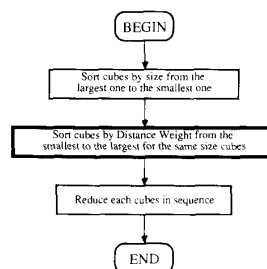 BEGIN
Sort cubes by size from the
largest one to the smallest one
Sort cubes by Distance Weight from the
smallest to the largest for the same size cubes
Reduce each cubes in sequence
END